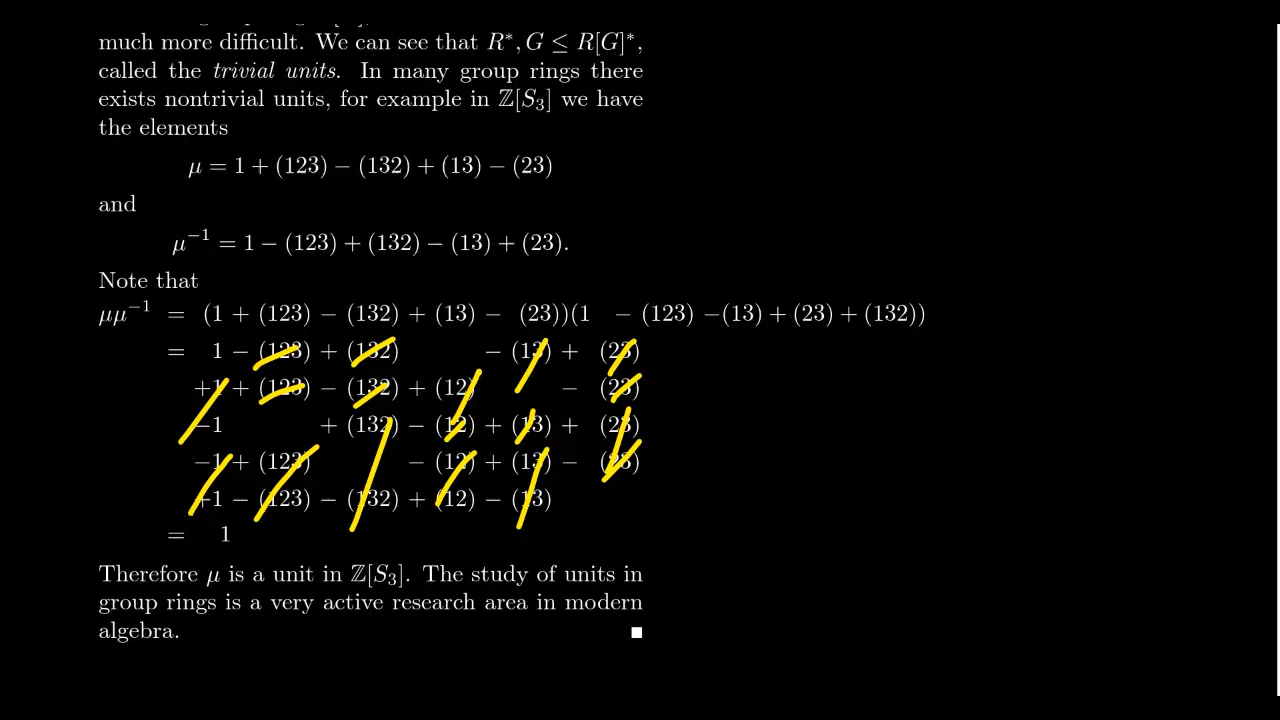 much more difficult. We can see that R*, G ≤ R[G]*,
called the trivial units. In many group rings there
exists nontrivial units, for example in ℤ[S₃] we have
the elements
μ = 1 + (123) − (132) + (13) − (23)
and
μ⁻¹ = 1 − (123) + (132) − (13) + (23).
Note that
μμ⁻¹ = (1 + (123) − (132) + (13) − (23))(1 − (123) −(13) + (23) + (132))
= 1 − (123) + (132) − (13) + (23)
+1 + (123) − (132) + (12) − (23)
−1 + (132) − (12) + (13) + (23)
−1 + (123) − (12) + (13) − (23)
+1 − (123) − (132) + (12) − (13)
= 1
Therefore μ is a unit in ℤ[S₃]. The study of units in
group rings is a very active research area in modern
algebra. ■